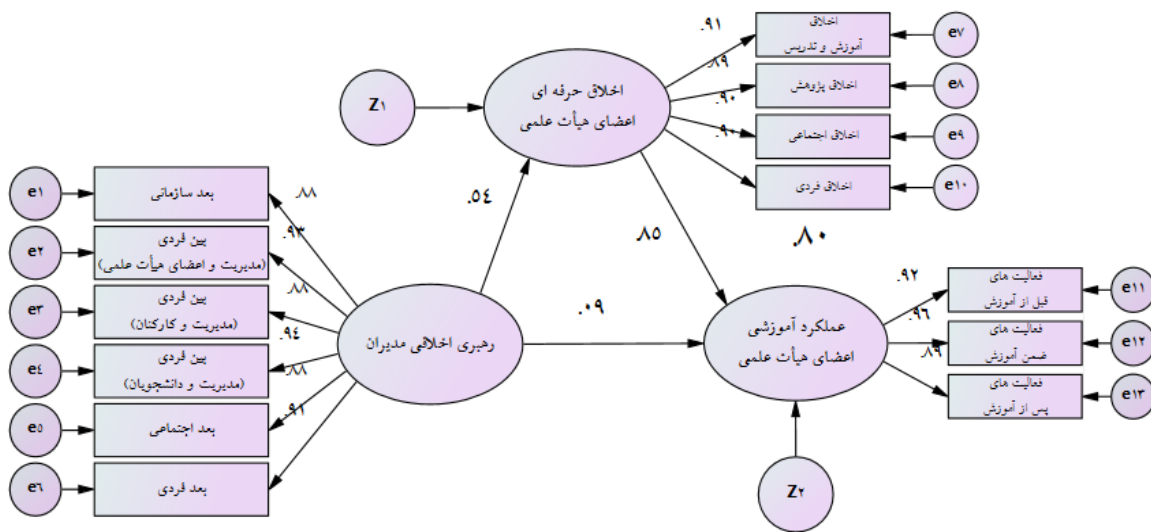 .۹۱
اخلاق
آموزش و تدریس
e۷
.۸۹
اخلاق پژوهش
e۸
.۹۰
اخلاق اجتماعی
e۹
.۹۰
اخلاق فردی
e۱۰
Z۱
اخلاق حرفه ای
اعضای هیأت علمی
e۱
بعد سازمانی
.۸۸
e۲
بین فردی
(مدیریت و اعضای هیأت علمی)
.۹۳
e۳
بین فردی
(مدیریت و کارکنان)
.۸۸
e۴
بین فردی
(مدیریت و دانشجویان)
.۹٤
e۵
بعد اجتماعی
.۸۸
e۶
بعد فردی
.۹۱
رهبری اخلاقی مدیران
.۵٤
.۸۵
.۸۰
.۰۹
عملکرد آموزشی
اعضای هیأت علمی
.۹۲
فعالیت های
قبل از آموزش
e۱۱
.۹۶
فعالیت های
ضمن آموزش
e۱۲
.۸۹
فعالیت های
پس از آموزش
e۱۳
Z۲